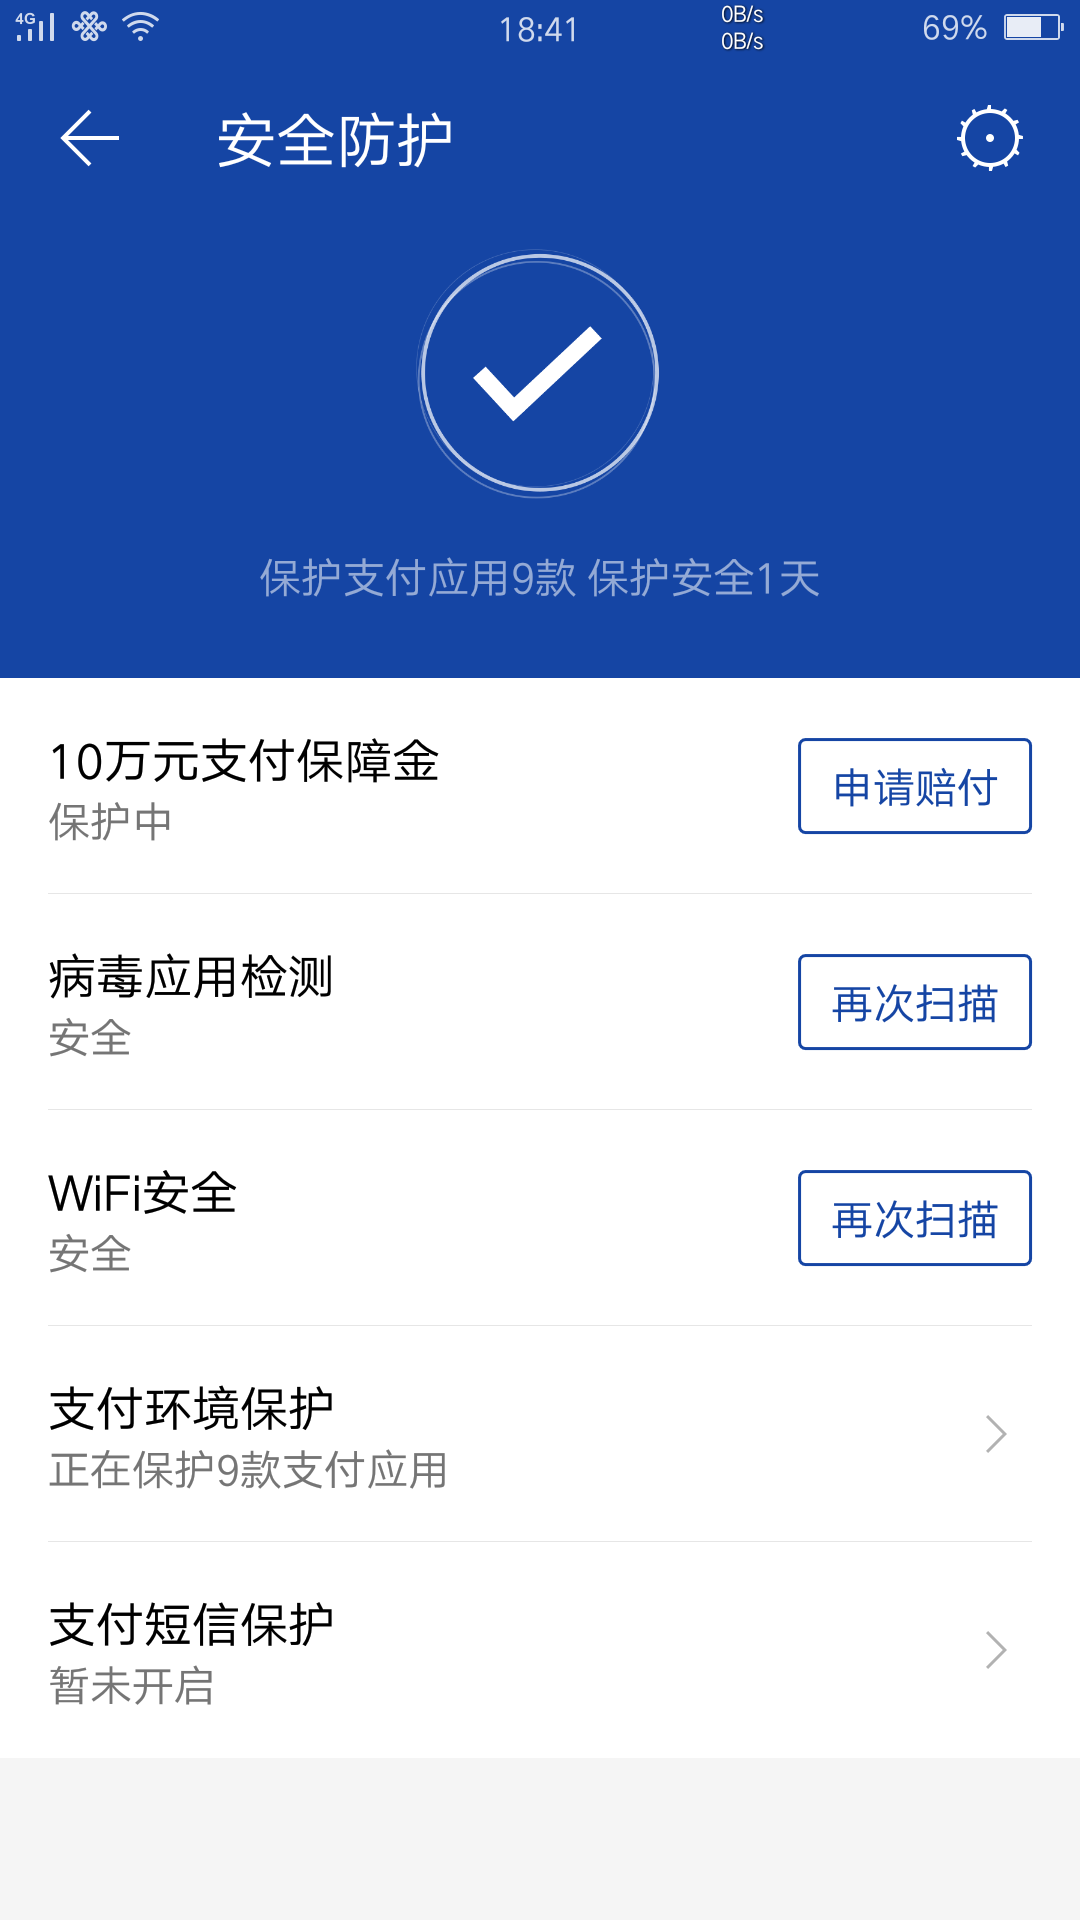 4G
18:41
0B/s
0B/s
69%
安全防护
保护支付应用9款 保护安全1天
10万元支付保障金
保护中
申请赔付
病毒应用检测
安全
再次扫描
WiFi安全
安全
再次扫描
支付环境保护
正在保护9款支付应用
支付短信保护
暂未开启